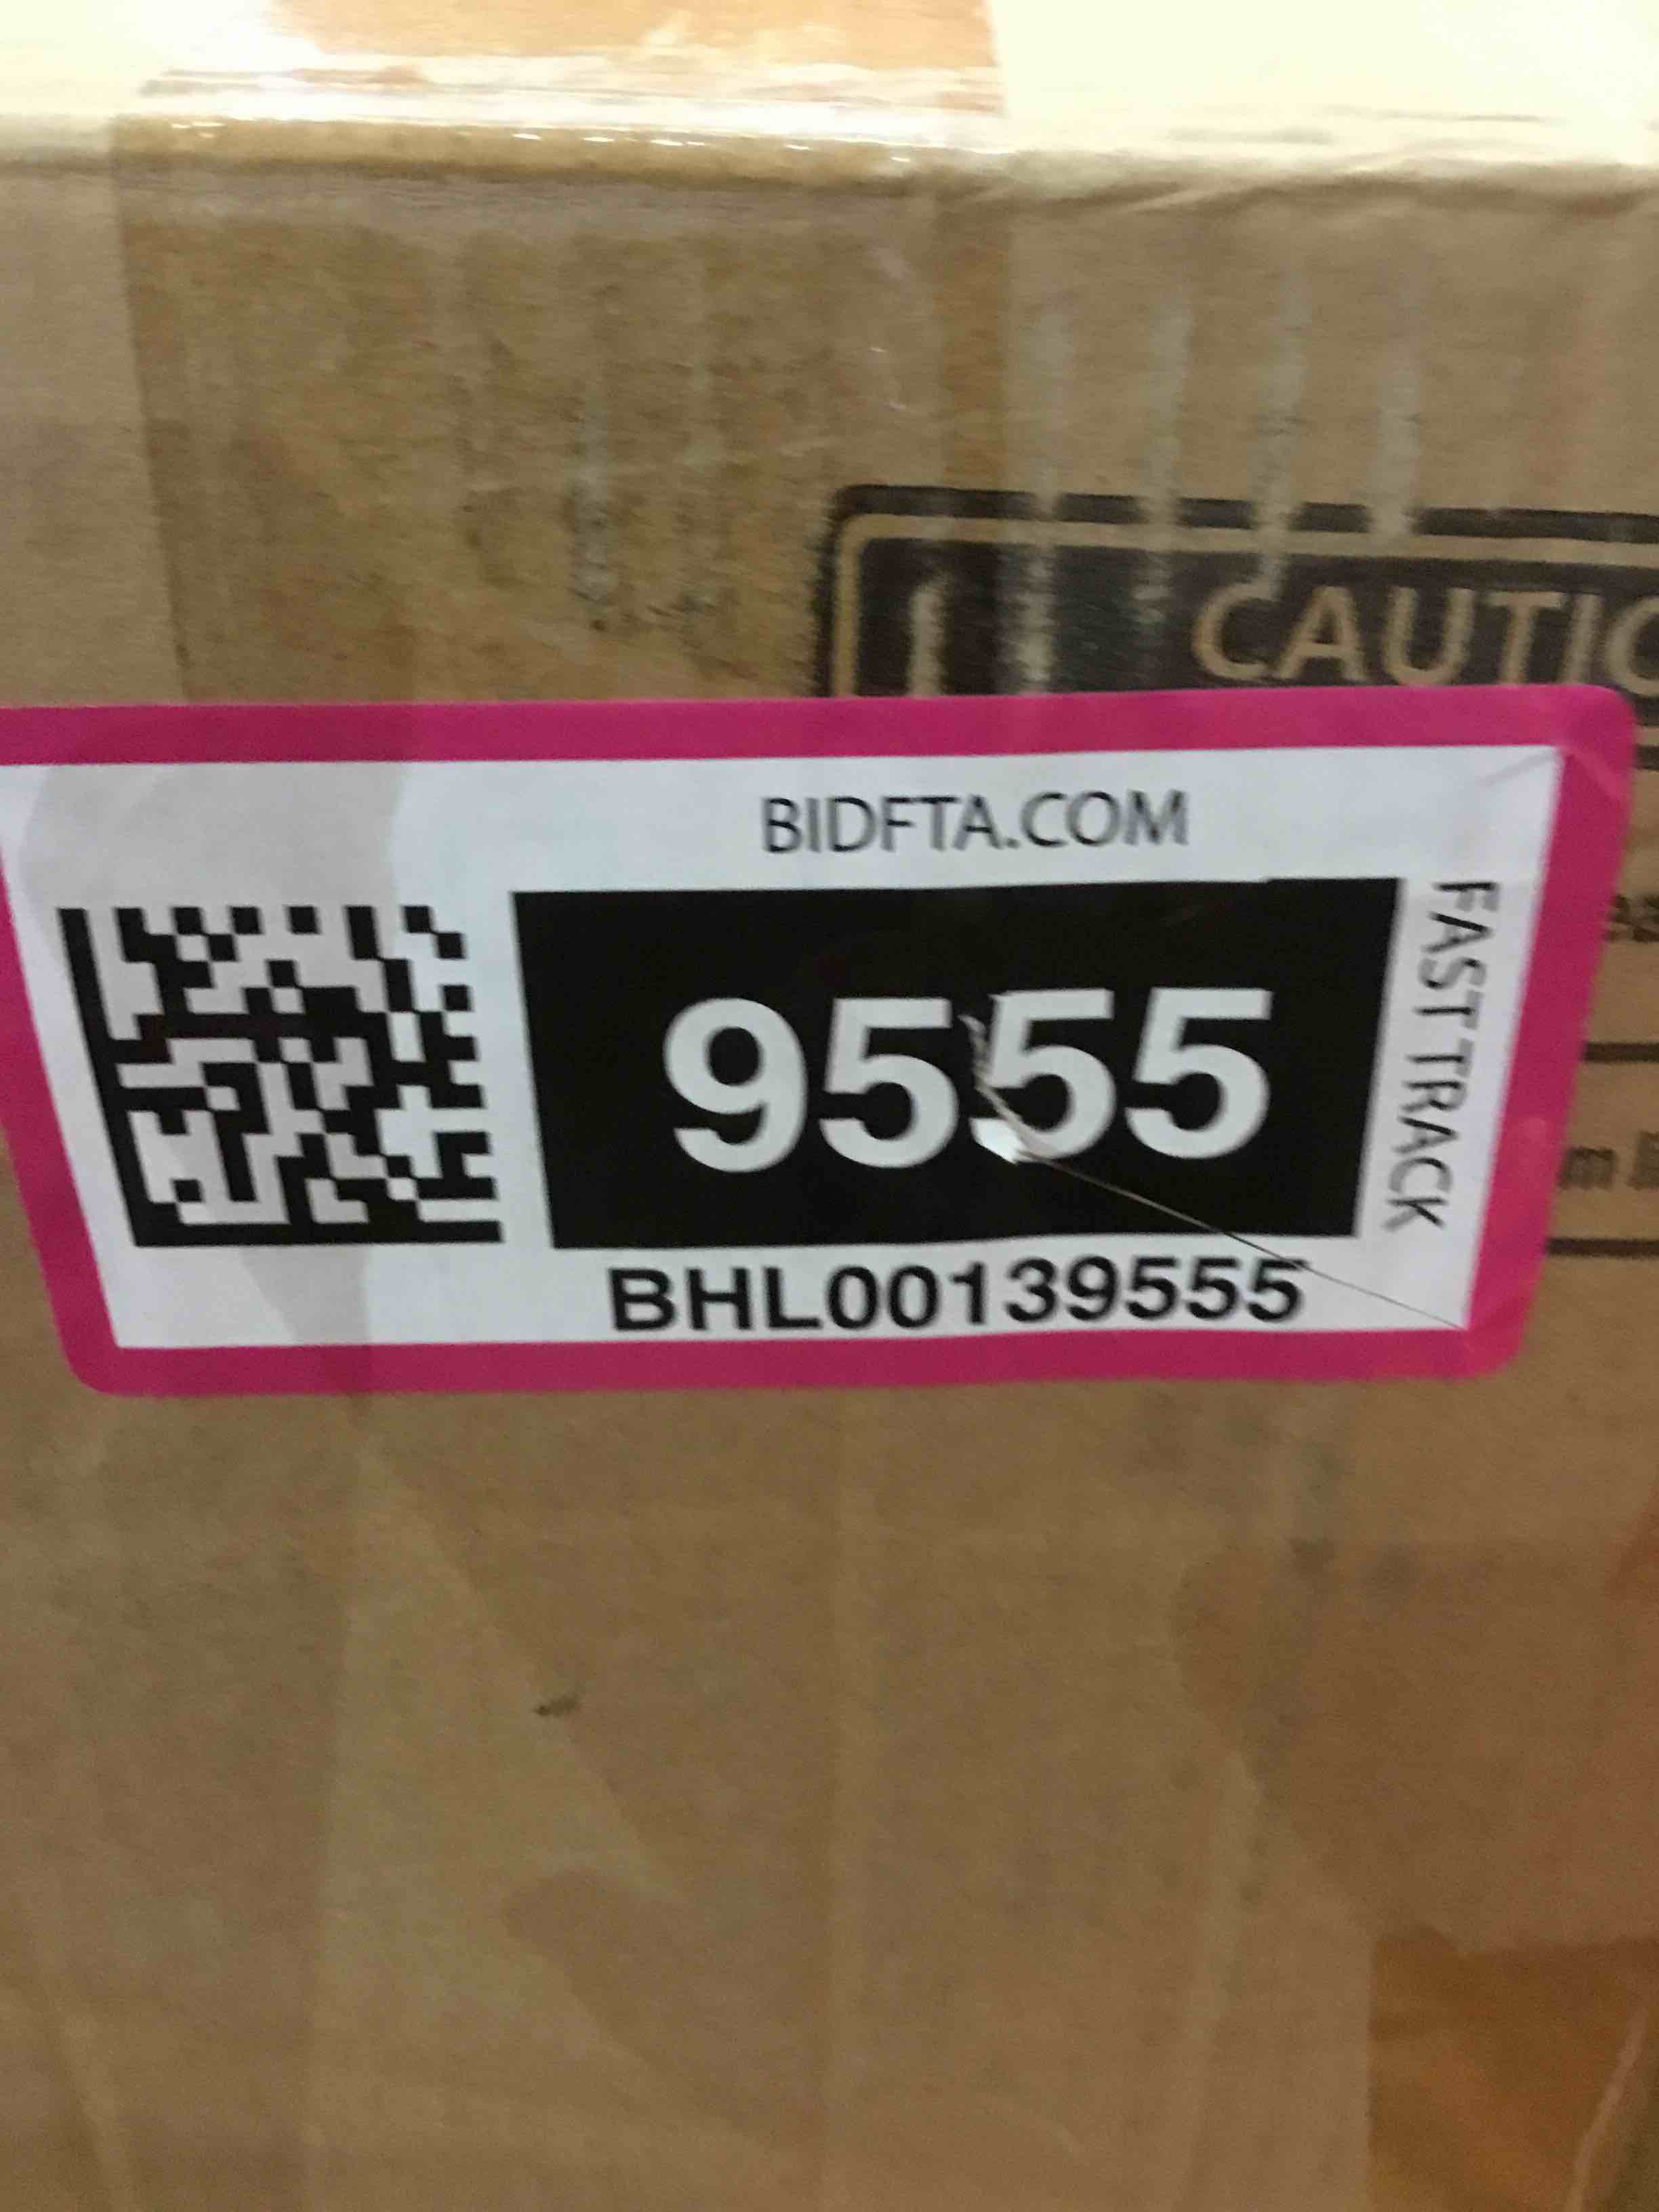 CAUTIO
BIDFTA.COM
9555
FAST TRACK
BHL00139555